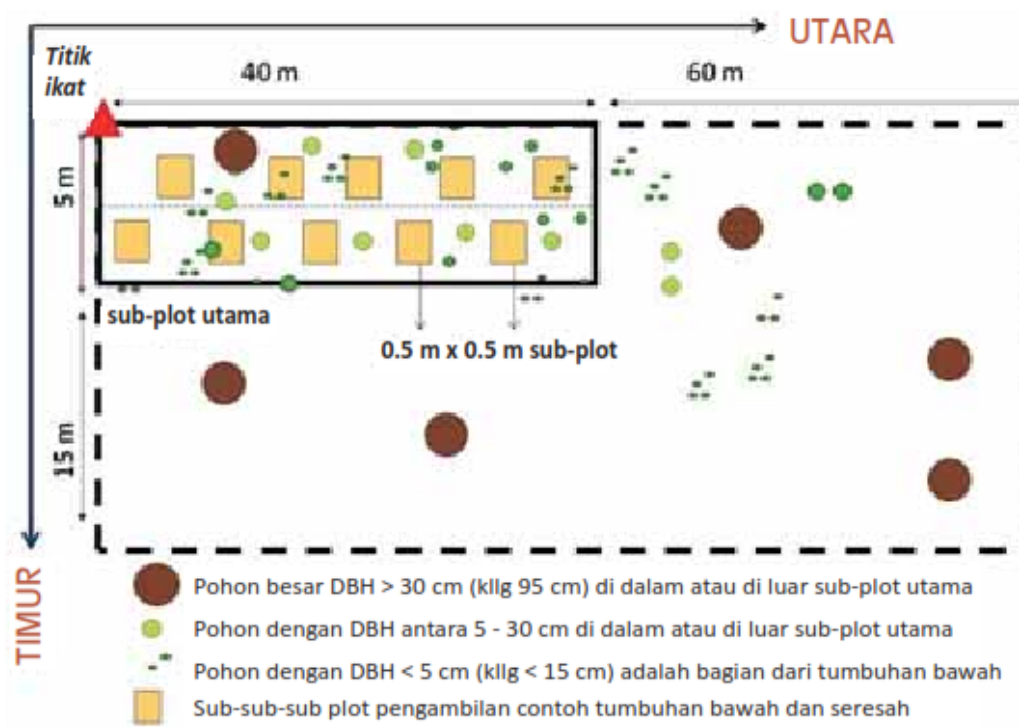 UTARA
Titik
ikat
40 m
60 m
5 m
sub-plot utama
0.5 m x 0.5 m sub-plot
15 m
TIMUR
Pohon besar DBH > 30 cm (kllg 95 cm) di dalam atau di luar sub-plot utama
Pohon dengan DBH antara 5 - 30 cm di dalam atau di luar sub-plot utama
Pohon dengan DBH < 5 cm (kllg < 15 cm) adalah bagian dari tumbuhan bawah
Sub-sub-sub plot pengambilan contoh tumbuhan bawah dan seresah